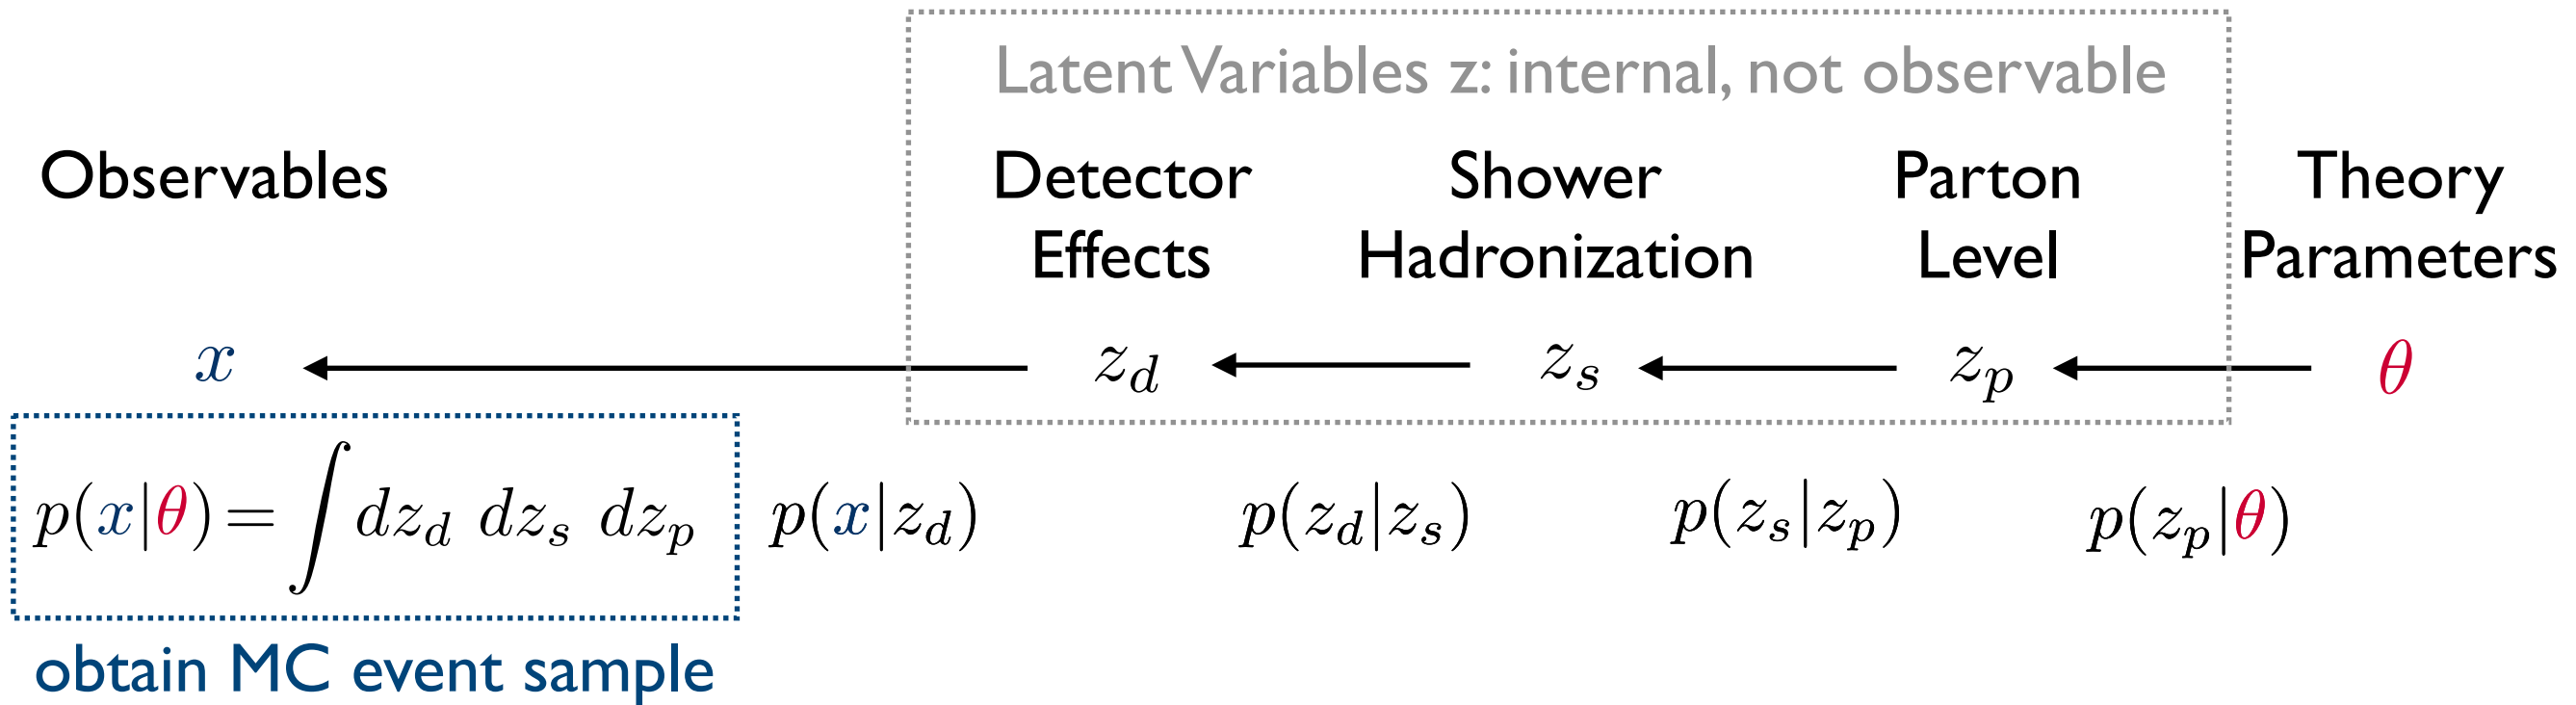 Latent Variables z: internal, not observable
Observables
Detector Effects
Shower Hadronization
Parton Level
Theory Parameters
x ← z_d ← z_s ← z_p ← θ
p(x|θ) = ∫ dz_d dz_s dz_p p(x|z_d) p(z_d|z_s) p(z_s|z_p) p(z_p|θ)
obtain MC event sample